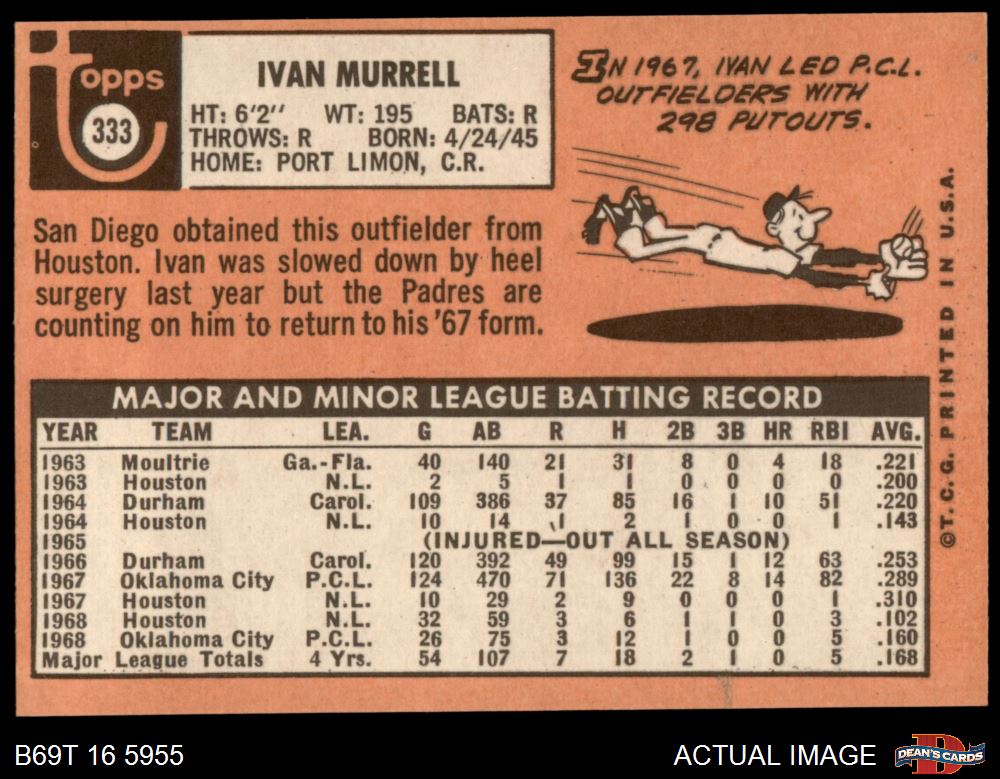 Topps
333
IVAN MURRELL
HT: 6'2" WT: 195 BATS: R
THROWS: R BORN: 4/24/45
HOME: PORT LIMON, C.R.
IN 1967, IVAN LED P.C.L.
OUTFIELDERS WITH
298 PUTOUTS.
San Diego obtained this outfielder from
Houston. Ivan was slowed down by heel
surgery last year but the Padres are
counting on him to return to his '67 form.
MAJOR AND MINOR LEAGUE BATTING RECORD
YEAR TEAM LEA. G AB R H 2B 3B HR RBI AVG.
1963 Moultrie Ga.-Fla. 40 140 21 31 8 0 4 18 .221
1963 Houston N.L. 2 5 1 1 0 0 0 0 .200
1964 Durham Carol. 109 386 37 85 16 1 10 51 .220
1964 Houston N.L. 10 14 1 2 1 0 0 1 .143
1965 (INJURED—OUT ALL SEASON)
1966 Durham Carol. 120 392 49 99 15 1 12 63 .253
1967 Oklahoma City P.C.L. 124 470 71 136 22 8 14 82 .289
1967 Houston N.L. 10 29 2 9 0 0 0 1 .310
1968 Houston N.L. 32 59 3 6 1 1 0 3 .102
1968 Oklahoma City P.C.L. 26 75 3 12 1 0 0 5 .160
Major League Totals 4 Yrs. 54 107 7 18 2 1 0 5 .168
©T.C.G. PRINTED IN U.S.A.
B69T 16 5955
ACTUAL IMAGE
DEAN'S CARDS